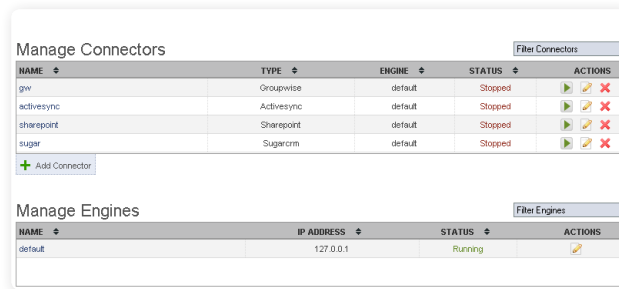 Manage Connectors
Filter Connectors
NAME TYPE ENGINE STATUS ACTIONS
gw Groupwise default Stopped
activesync Activesync default Stopped
sharepoint Sharepoint default Stopped
sugar Sugarcrm default Stopped
Add Connector
Manage Engines
Filter Engines
NAME IP ADDRESS STATUS ACTIONS
default 127.0.0.1 Running